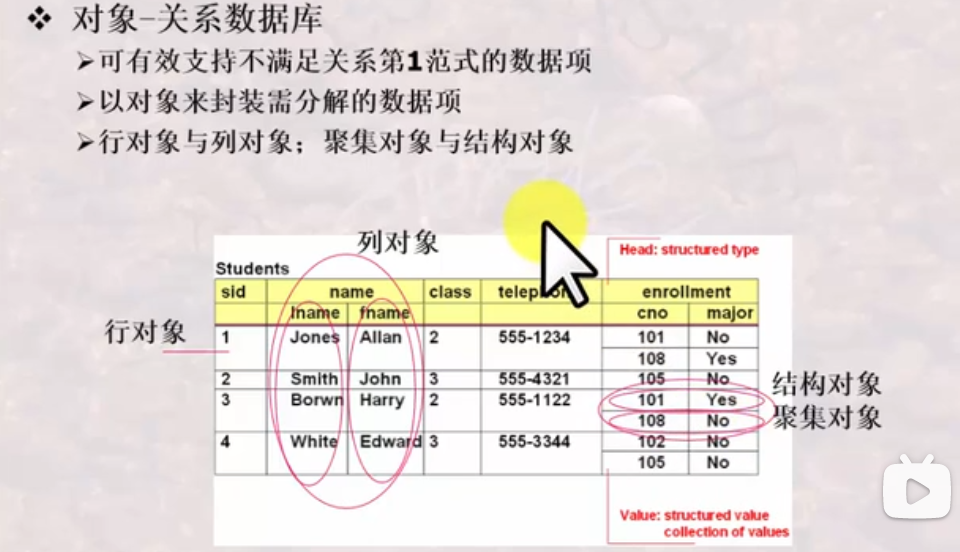 ❖ 对象-关系数据库
➢可有效支持不满足关系第1范式的数据项
➢以对象来封装需分解的数据项
➢行对象与列对象；聚集对象与结构对象
列对象
Head: structured type
Students
sid name class enrollment
lname fname cno major
行对象
1 Jones Allan 2 555-1234 101 No
108 Yes
2 Smith John 3 555-4321 105 No
结构对象
3 Borwn Harry 2 555-1122 101 Yes
聚集对象
108 No
4 White Edward 3 555-3344 102 No
105 No
Value: structured value
collection of values